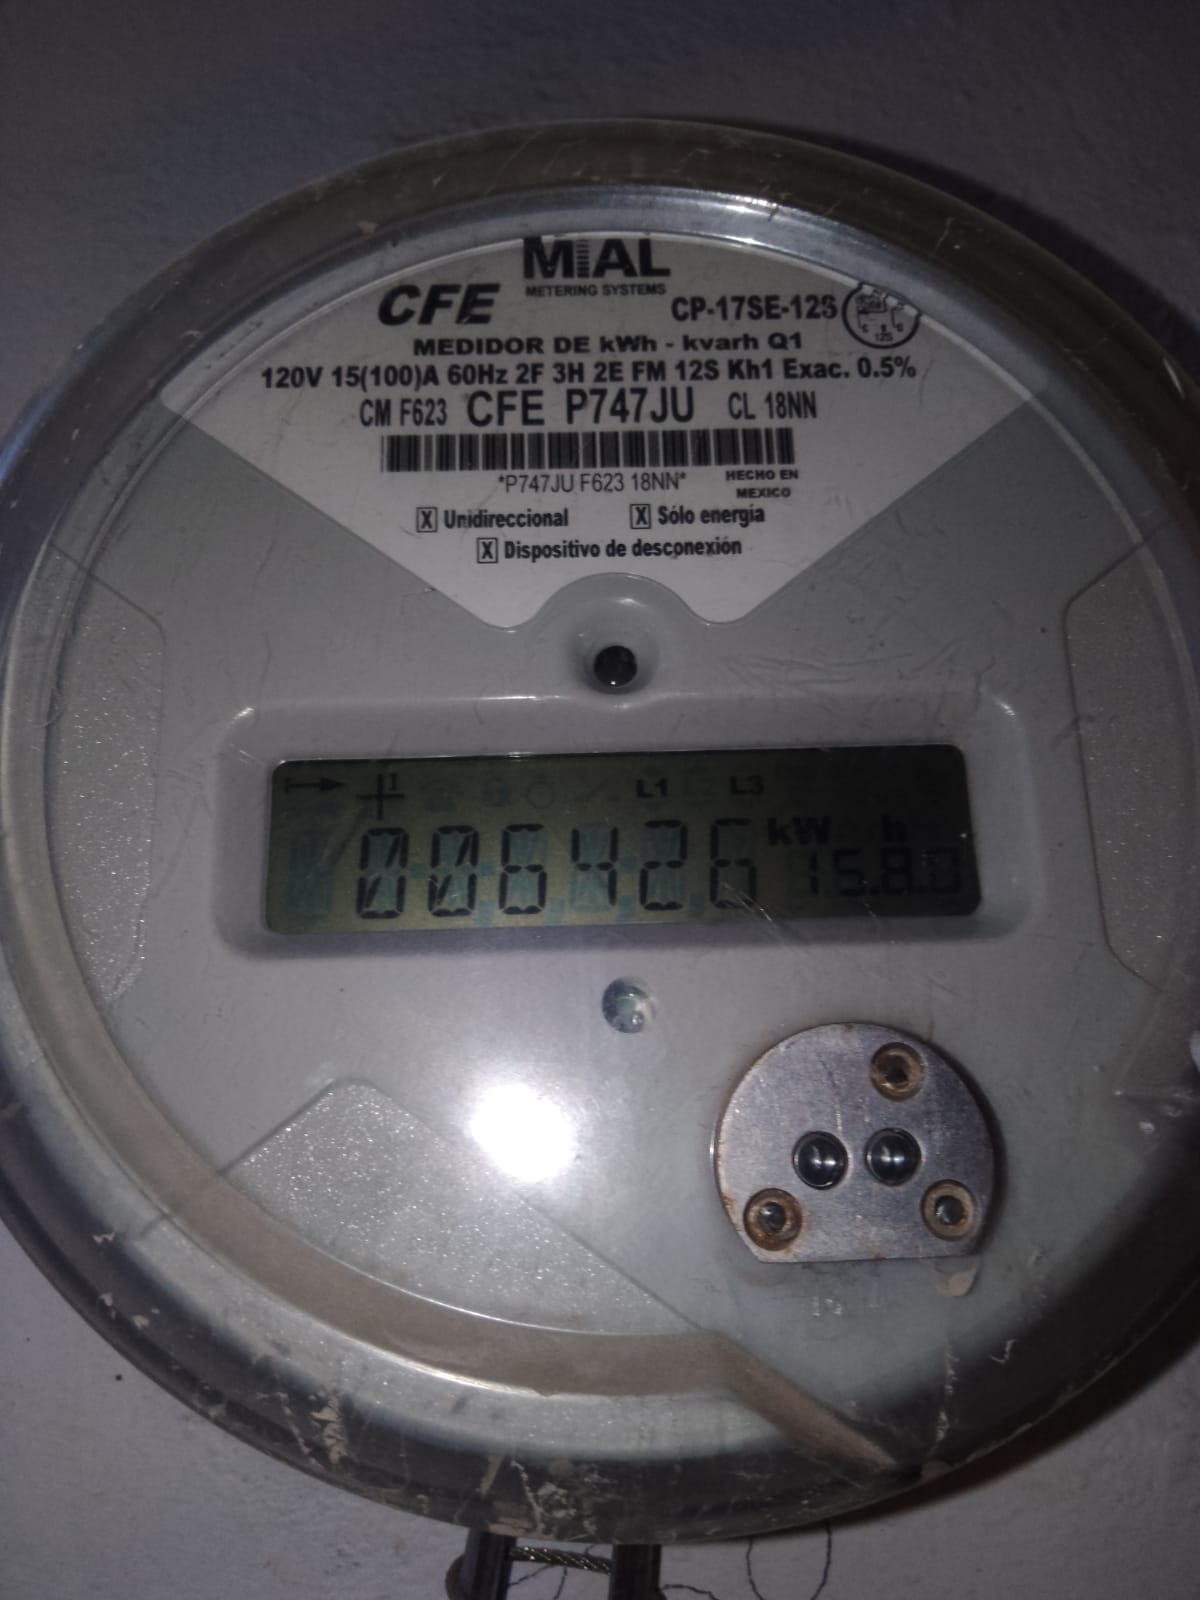 MIAL
METERING SYSTEMS
CFE
CP-17SE-12S
12S
MEDIDOR DE kWh - kvarh Q1
120V 15(100)A 60Hz 2F 3H 2E FM 12S Kh1 Exac. 0.5%
CM F623 CFE P747JU CL 18NN
*P747JU F623 18NN*
HECHO EN
MEXICO
X Unidireccional X Sólo energía
X Dispositivo de desconexión
L1 L3
006426 kW h 15.8.0